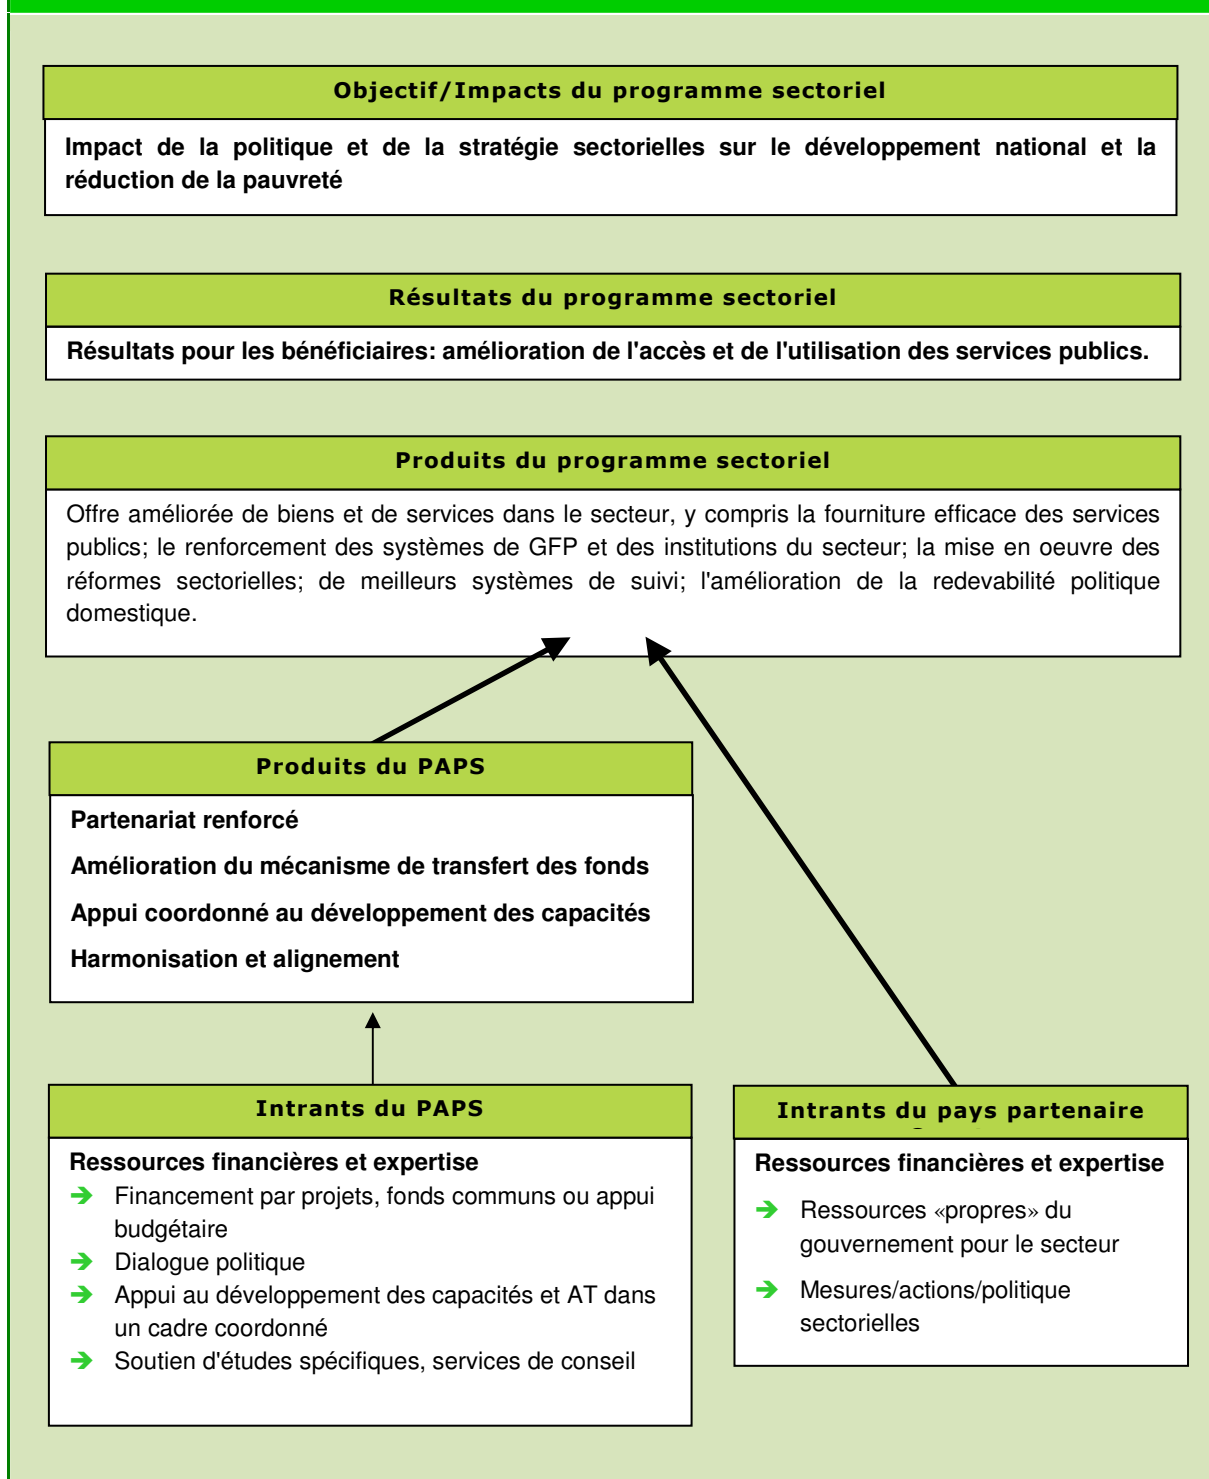 Objectif/Impacts du programme sectoriel
Impact de la politique et de la stratégie sectorielles sur le développement national et la
réduction de la pauvreté
Résultats du programme sectoriel
Résultats pour les bénéficiaires: amélioration de l'accès et de l'utilisation des services publics.
Produits du programme sectoriel
Offre améliorée de biens et de services dans le secteur, y compris la fourniture efficace des services
publics; le renforcement des systèmes de GFP et des institutions du secteur; la mise en oeuvre des
réformes sectorielles; de meilleurs systèmes de suivi; l'amélioration de la redevabilité politique
domestique.
Produits du PAPS
Partenariat renforcé
Amélioration du mécanisme de transfert des fonds
Appui coordonné au développement des capacités
Harmonisation et alignement
Intrants du PAPS
Ressources financières et expertise
Financement par projets, fonds communs ou appui
budgétaire
Dialogue politique
Appui au développement des capacités et AT dans
un cadre coordonné
Soutien d'études spécifiques, services de conseil
Intrants du pays partenaire
Ressources financières et expertise
Ressources «propres» du
gouvernement pour le secteur
Mesures/actions/politique
sectorielles